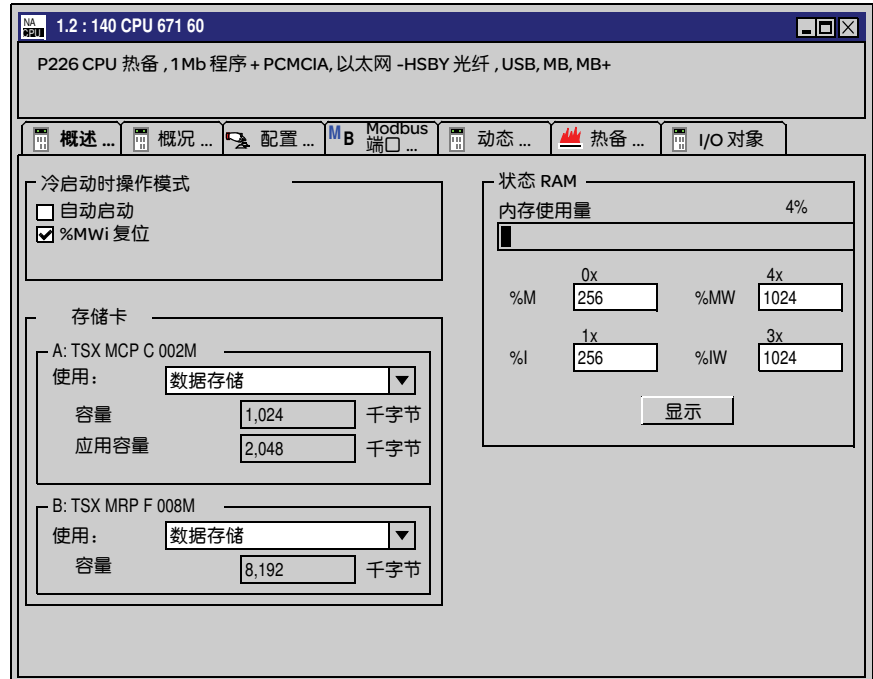 NA CPU 1.2 : 140 CPU 671 60
P226 CPU 热备 , 1 Mb 程序 + PCMCIA, 以太网 -HSBY 光纤 , USB, MB, MB+
概述 ... 概况 ... 配置 ... MB Modbus 端口 ... 动态 ... 热备 ... I/O 对象
冷启动时操作模式
自动启动
%MWi 复位
存储卡
A: TSX MCP C 002M
使用: 数据存储
容量 1,024 千字节
应用容量 2,048 千字节
B: TSX MRP F 008M
使用: 数据存储
容量 8,192 千字节
状态 RAM
内存使用量 4%
0x 4x
%M 256 %MW 1024
1x 3x
%I 256 %IW 1024
显示